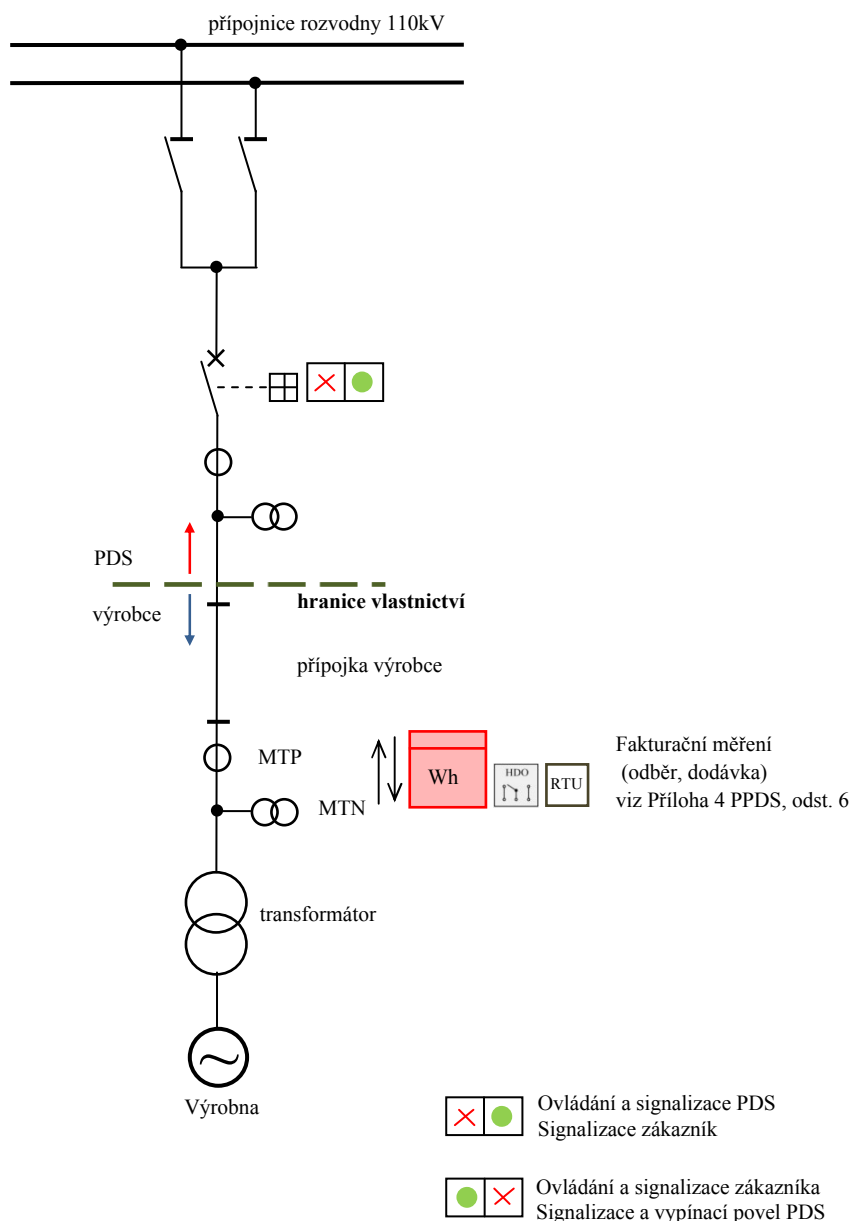 přípojnice rozvodny 110kV
PDS
výrobce
hranice vlastnictví
přípojka výrobce
MTP
MTN
Wh
HDO
RTU
Fakturační měření
(odběr, dodávka)
viz Příloha 4 PPDS, odst. 6
transformátor
Výrobna
Ovládání a signalizace PDS
Signalizace zákazník
Ovládání a signalizace zákazníka
Signalizace a vypínací povel PDS